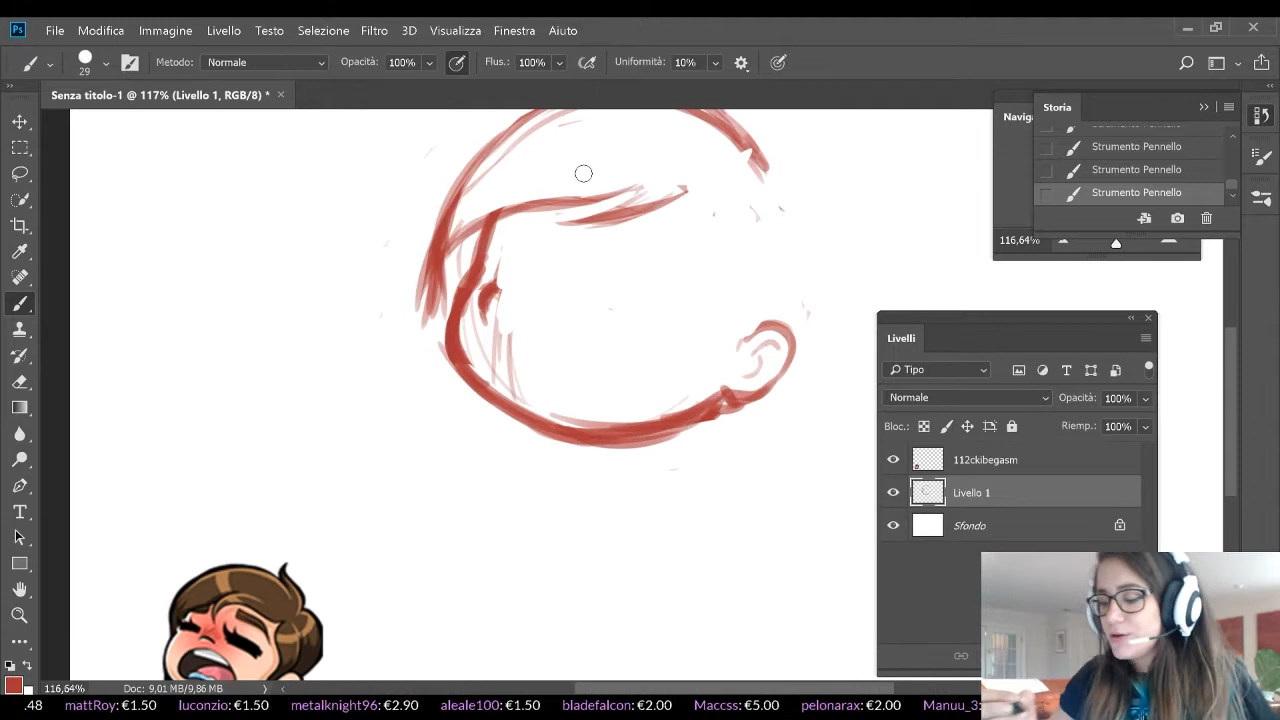 Ps File Modifica Immagine Livello Testo Selezione Filtro 3D Visualizza Finestra Aiuto
29 Metodo: Normale Opacità: 100% Flus.: 100% Uniformità: 10%
Senza titolo-1 @ 117% (Livello 1, RGB/8) *
Storia
Naviga
Strumento Pennello
Strumento Pennello
Strumento Pennello
116,64%
Livelli
Tipo
Normale Opacità: 100%
Bloc.: Riemp.: 100%
112ckibegasm
Livello 1
Sfondo
116,64% Doc: 9,01 MB/9,86 MB
.48 mattRoy: €1.50 luconzio: €1.50 metalknight96: €2.90 aleale100: €1.50 bladefalcon: €2.00 Maccss: €5.00 pelonarax: €2.00 Manuu_3: